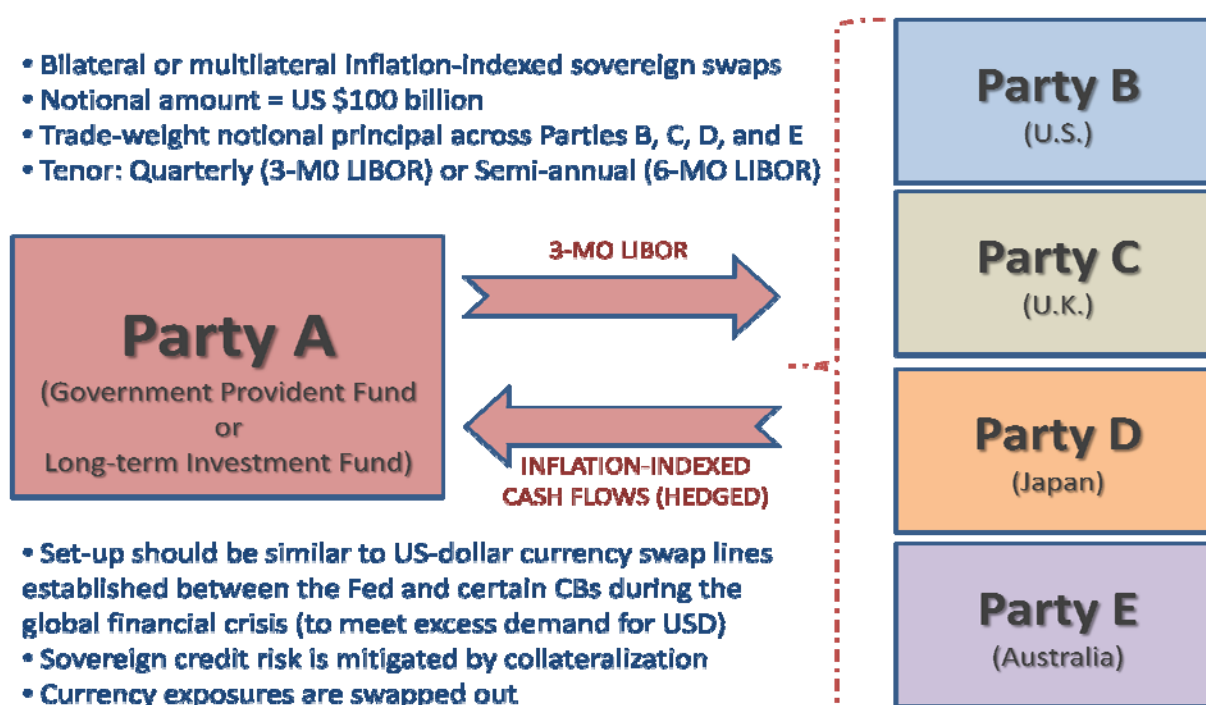 • Bilateral or multilateral inflation-indexed sovereign swaps
• Notional amount = US $100 billion
• Trade-weight notional principal across Parties B, C, D, and E
• Tenor: Quarterly (3-M0 LIBOR) or Semi-annual (6-MO LIBOR)
Party A
(Government Provident Fund
or
Long-term Investment Fund)
3-MO LIBOR
INFLATION-INDEXED
CASH FLOWS (HEDGED)
• Set-up should be similar to US-dollar currency swap lines
established between the Fed and certain CBs during the
global financial crisis (to meet excess demand for USD)
• Sovereign credit risk is mitigated by collateralization
• Currency exposures are swapped out
Party B
(U.S.)
Party C
(U.K.)
Party D
(Japan)
Party E
(Australia)